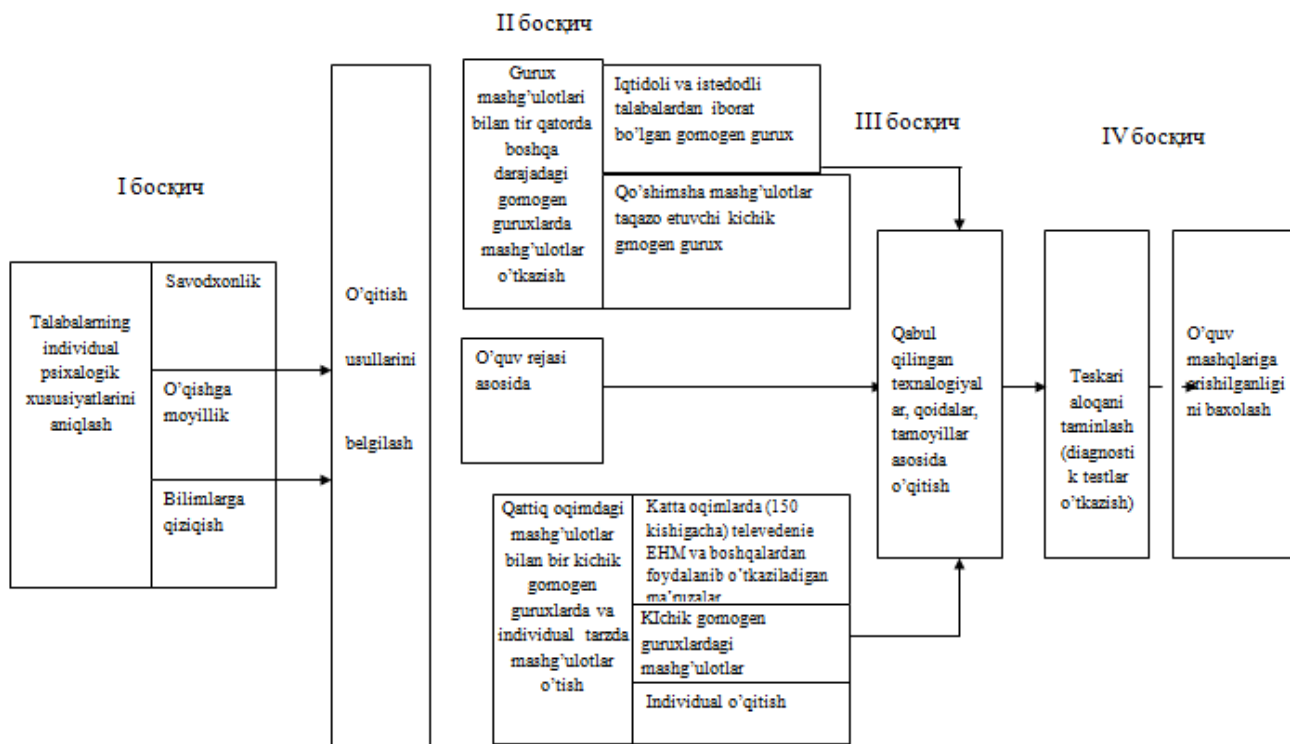 II босқич
III босқич
IV босқич
I босқич
Talabalarning
individual
psixalogik
xususiyatlarini
aniqlash
Savodxonlik
O’qishga
moyillik
Bilimlarga
qiziqish
O’qitish
usullarini
belgilash
Gurux
mashg’ulotlari
bilan tir qatorda
boshqa
darajadagi
gomogen
guruxlarda
mashg’ulotlar
o’tkazish
Iqtidoli va istedodli
talabalardan iborat
bo’lgan gomogen gurux
Qo’shimsha mashg’ulotlar
taqazo etuvchi kichik
gmogen gurux
O’quv rejasi
asosida
Qattiq oqimdagi
mashg’ulotlar
bilan bir kichik
gomogen
guruxlarda va
individual tarzda
mashg’ulotlar
o’tish
Katta oqimlarda (150
kishigacha) televedenie
EHM va boshqalardan
foydalanib o’tkaziladigan
ma’ruzalar
KIchik gomogen
guruxlardagi
mashg’ulotlar
Individual o’qitish
Qabul
qilingan
texnalogiyal
ar, qoidalar,
tamoyillar
asosida
o’qitish
Teskari
aloqani
taminlash
(diagnosti
k testlar
o’tkazish)
O’quv
mashqlariga
erishilganligi
ni baxolash